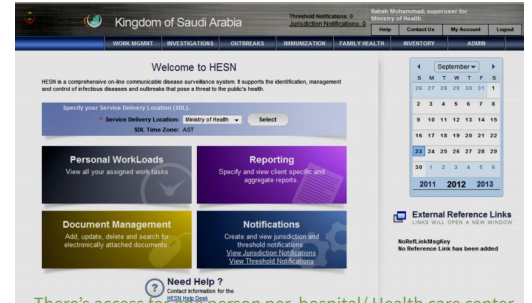 Kingdom of Saudi Arabia
Threshold Notifications: 0
Jurisdiction Notifications: 0
Rabah Mohammad: superuser for
Ministry of Health
Help Contact Us My Account Logout
WORK MGMNT INVESTIGATIONS OUTBREAKS IMMUNIZATION FAMILY HEALTH INVENTORY ADMIN
Welcome to HESN
HESN is a comprehensive on-line communicable disease surveillance system. It supports the identification, management
and control of infectious diseases and outbreaks that pose a threat to the public's health.
Specify your Service Delivery Location (SDL).
* Service Delivery Location: Ministry of Health Select
SDL Time Zone: AST
Personal WorkLoads
View all your assigned work tasks
Reporting
Specify and view client specific and
aggregate reports.
Document Management
Add, update, delete and search for
electronically attached documents.
Notifications
Create and view jurisdiction and
threshold notifications
View Jurisdiction Notifications
View Threshold Notifications
Need Help ?
Contact information for the
HESN Help Desk
September
S M T W T F S
26 27 28 29 30 31 1
2 3 4 5 6 7 8
9 10 11 12 13 14 15
16 17 18 19 20 21 22
23 24 25 26 27 28 29
30 1 2 3 4 5 6
2011 2012 2013
External Reference Links
LINKS WILL OPEN A NEW WINDOW
NoRefLinkMsgKey
No Reference Link has been added
There's access for person per hospital/ Health care center